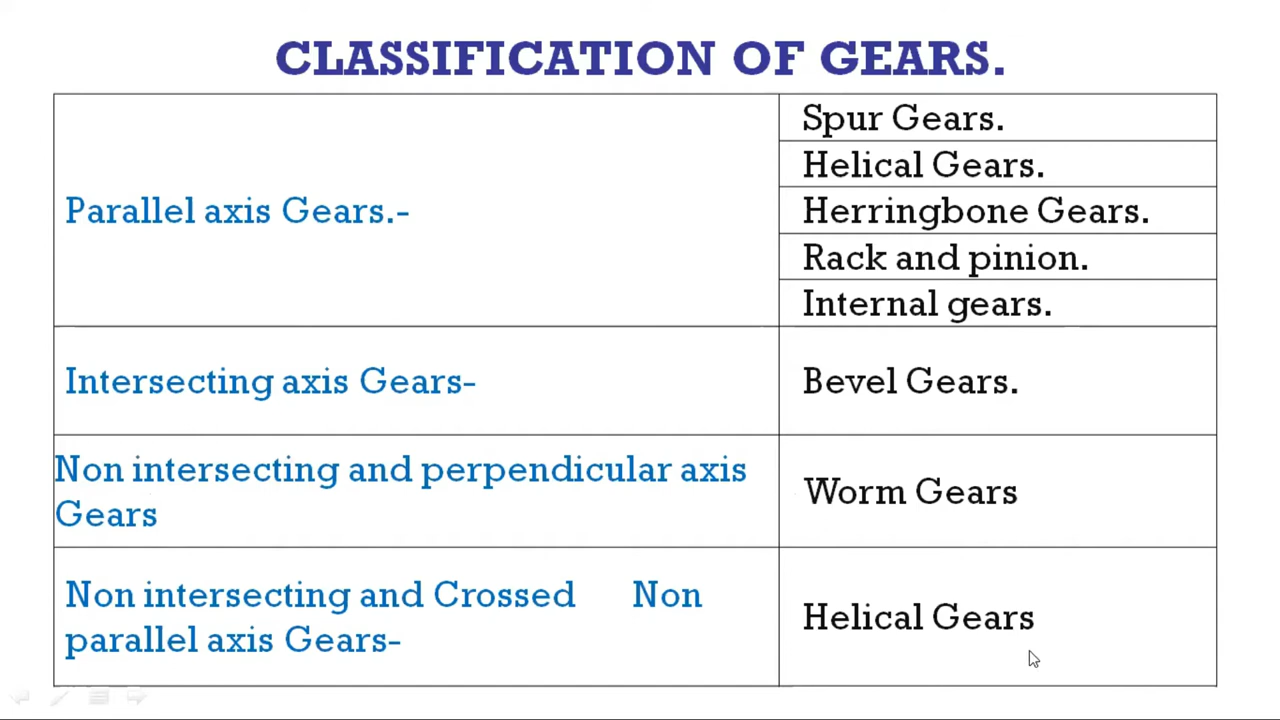 CLASSIFICATION OF GEARS.
Parallel axis Gears.-
Spur Gears.
Helical Gears.
Herringbone Gears.
Rack and pinion.
Internal gears.
Intersecting axis Gears-
Bevel Gears.
Non intersecting and perpendicular axis
Gears
Worm Gears
Non intersecting and Crossed Non
parallel axis Gears-
Helical Gears